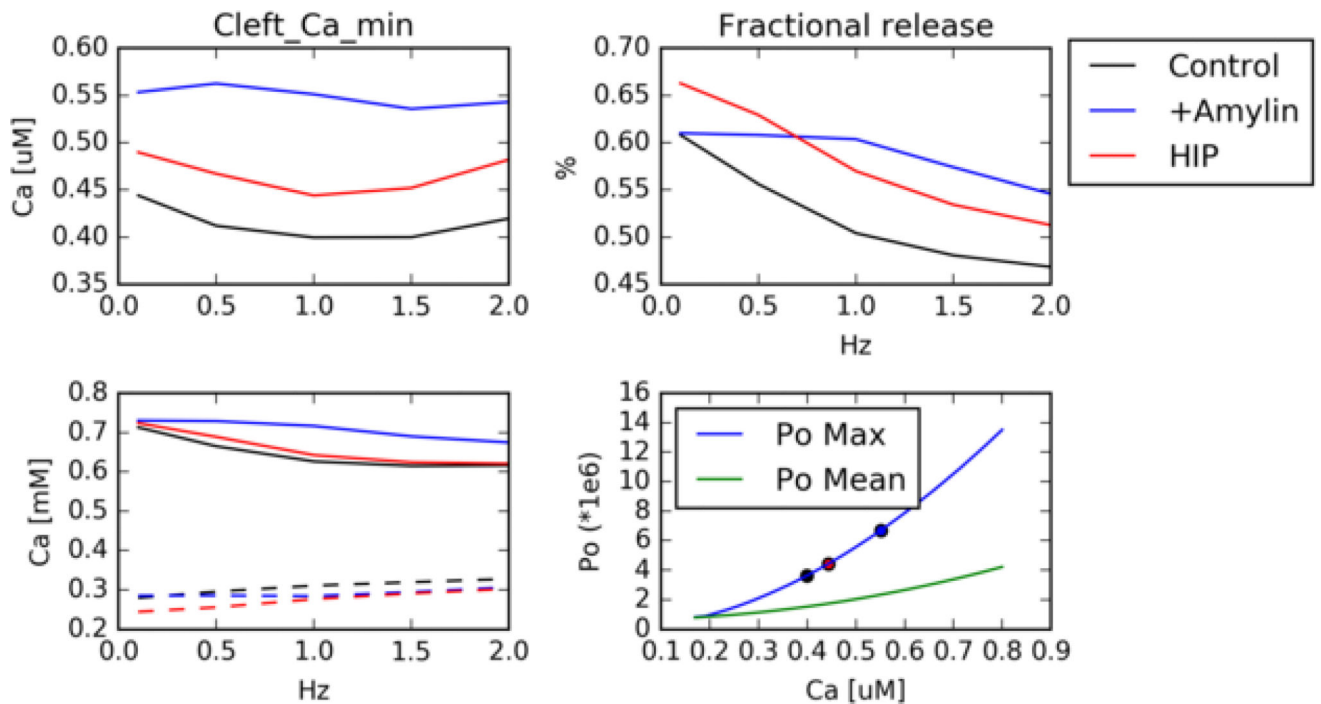 Cleft_Ca_min
Ca [uM]
0.60
0.55
0.50
0.45
0.40
0.35
0.0 0.5 1.0 1.5 2.0
Fractional release
%
0.70
0.65
0.60
0.55
0.50
0.45
0.0 0.5 1.0 1.5 2.0
Hz
Control
+Amylin
HIP
Ca [mM]
0.8
0.7
0.6
0.5
0.4
0.3
0.2
0.0 0.5 1.0 1.5 2.0
Hz
Po (*1e6)
16
14
12
10
8
6
4
2
0
Po Max
Po Mean
0.1 0.2 0.3 0.4 0.5 0.6 0.7 0.8 0.9
Ca [uM]